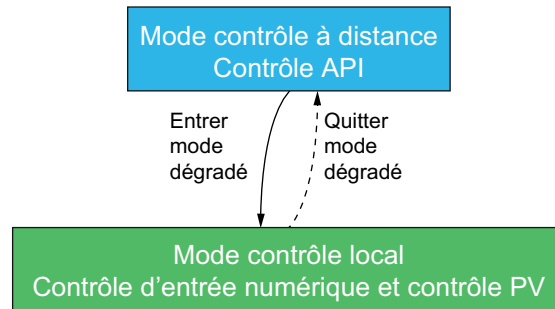 Mode contrôle à distance
Contrôle API
Entrer
mode
dégradé
Quitter
mode
dégradé
Mode contrôle local
Contrôle d'entrée numérique et contrôle PV